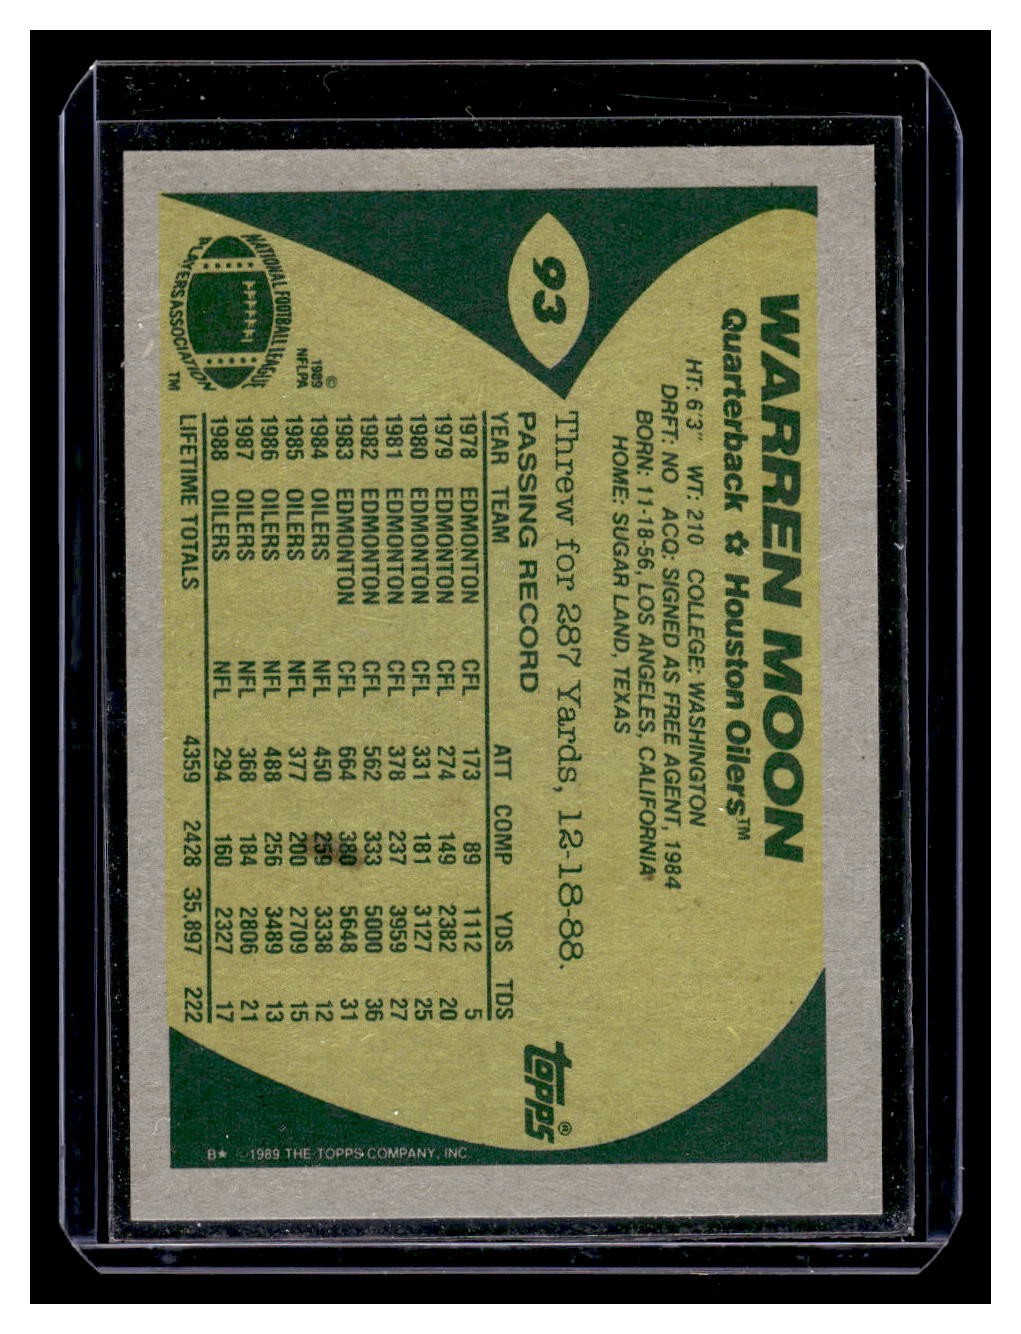 93
WARREN MOON
Quarterback ✿ Houston Oilers™
HT: 6'3" WT: 210 COLLEGE: WASHINGTON
DRFT: NO ACQ: SIGNED AS FREE AGENT, 1984
BORN: 11-18-56, LOS ANGELES, CALIFORNIA
HOME: SUGAR LAND, TEXAS
Threw for 287 Yards, 12-18-88.
topps®
PASSING RECORD
YEAR TEAM ATT COMP YDS TDS
1978 EDMONTON CFL 173 89 1112 5
1979 EDMONTON CFL 274 149 2382 20
1980 EDMONTON CFL 331 181 3127 25
1981 EDMONTON CFL 378 237 3959 27
1982 EDMONTON CFL 562 333 5000 36
1983 EDMONTON CFL 664 380 5648 31
1984 OILERS NFL 450 259 3338 12
1985 OILERS NFL 377 200 2709 15
1986 OILERS NFL 488 256 3489 13
1987 OILERS NFL 368 184 2806 21
1988 OILERS NFL 294 160 2327 17
LIFETIME TOTALS 4359 2428 35,897 222
NATIONAL FOOTBALL LEAGUE
PLAYERS ASSOCIATION
TM
©
1989
NFLPA
B★ ©1989 THE TOPPS COMPANY, INC.